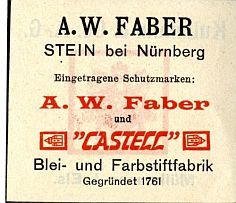 A. W. FABER
STEIN bei Nürnberg
Eingetragene Schutzmarken:
A. W. Faber
und
"CASTELL"
Blei- und Farbstiftfabrik
Gegründet 1761